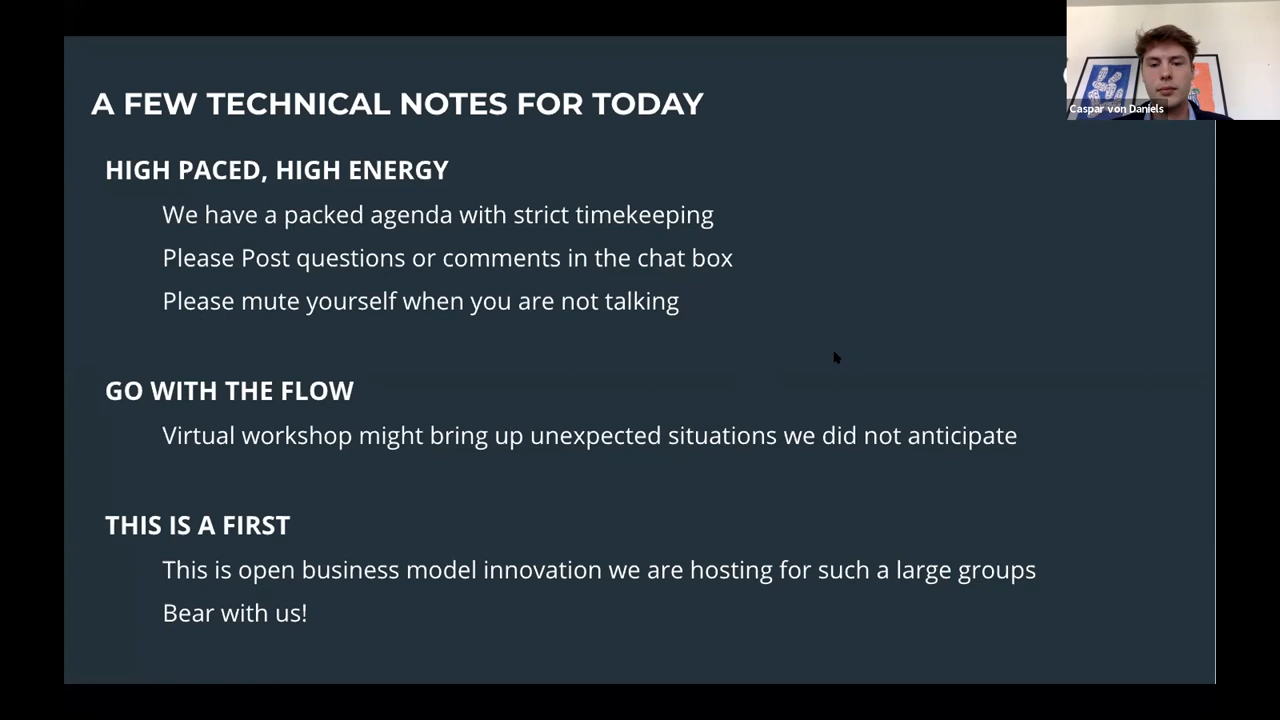 A FEW TECHNICAL NOTES FOR TODAY
Caspar von Daniels
HIGH PACED, HIGH ENERGY
We have a packed agenda with strict timekeeping
Please Post questions or comments in the chat box
Please mute yourself when you are not talking
GO WITH THE FLOW
Virtual workshop might bring up unexpected situations we did not anticipate
THIS IS A FIRST
This is open business model innovation we are hosting for such a large groups
Bear with us!